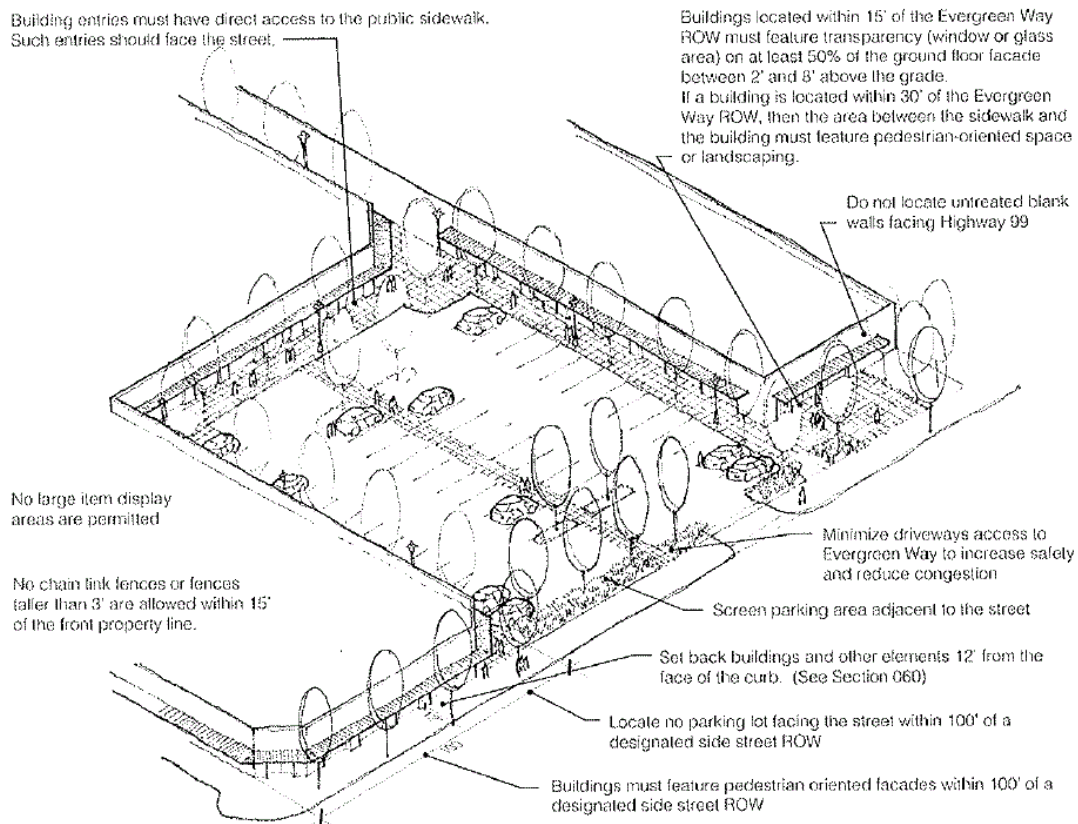 Building entries must have direct access to the public sidewalk.
Such entries should face the street.
Buildings located within 15' of the Evergreen Way
ROW must feature transparency (window or glass
area) on at least 50% of the ground floor facade
between 2' and 8' above the grade.
If a building is located within 30' of the Evergreen
Way ROW, then the area between the sidewalk and
the building must feature pedestrian-oriented space
or landscaping.
Do not locate untreated blank
walls facing Highway 99
No large item display
areas are permitted
No chain link fences or fences
taller than 3' are allowed within 15'
of the front property line.
Minimize driveways access to
Evergreen Way to increase safely
and reduce congestion
Screen parking area adjacent to the street
Set back buildings and other elements 12' from the
face of the curb. (See Section 060)
Locate no parking lot facing the street within 100' of a
designated side street ROW
Buildings must feature pedestrian oriented facades within 100' of a
designated side street ROW